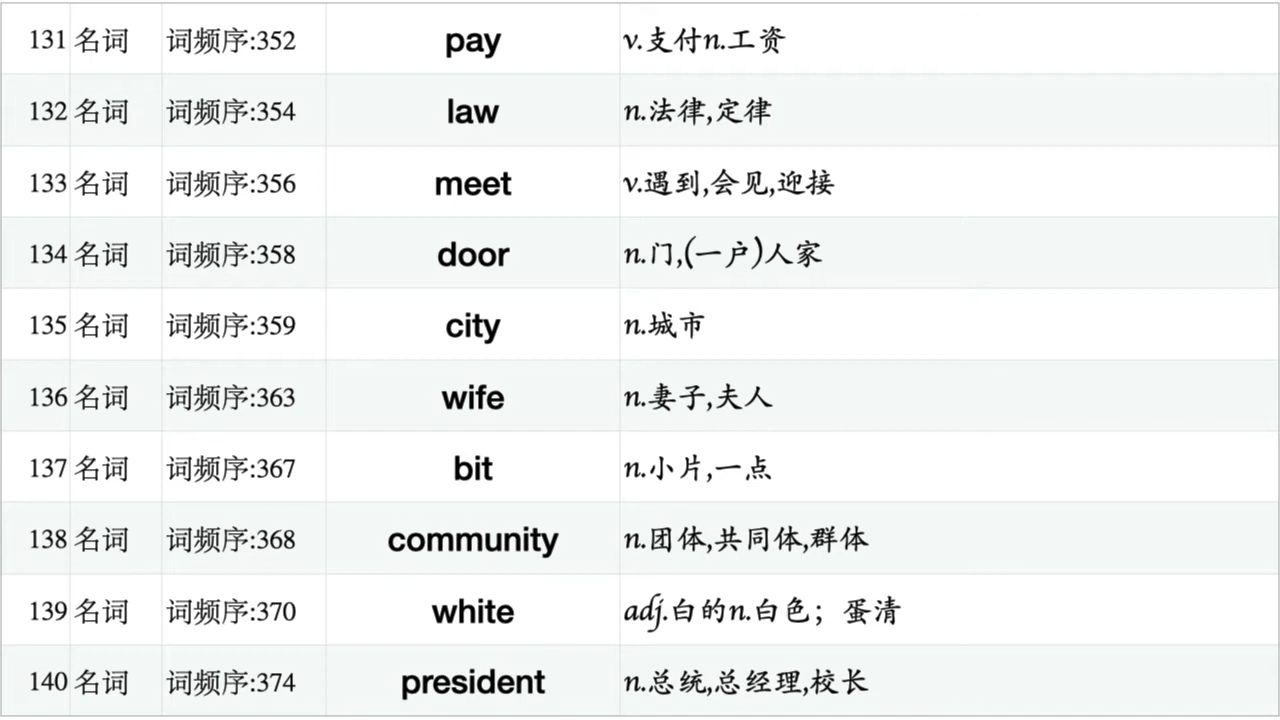 131 名词 词频序:352 pay v.支付n.工资
132 名词 词频序:354 law n.法律,定律
133 名词 词频序:356 meet v.遇到,会见,迎接
134 名词 词频序:358 door n.门,(一户)人家
135 名词 词频序:359 city n.城市
136 名词 词频序:363 wife n.妻子,夫人
137 名词 词频序:367 bit n.小片,一点
138 名词 词频序:368 community n.团体,共同体,群体
139 名词 词频序:370 white adj.白的n.白色；蛋清
140 名词 词频序:374 president n.总统,总经理,校长